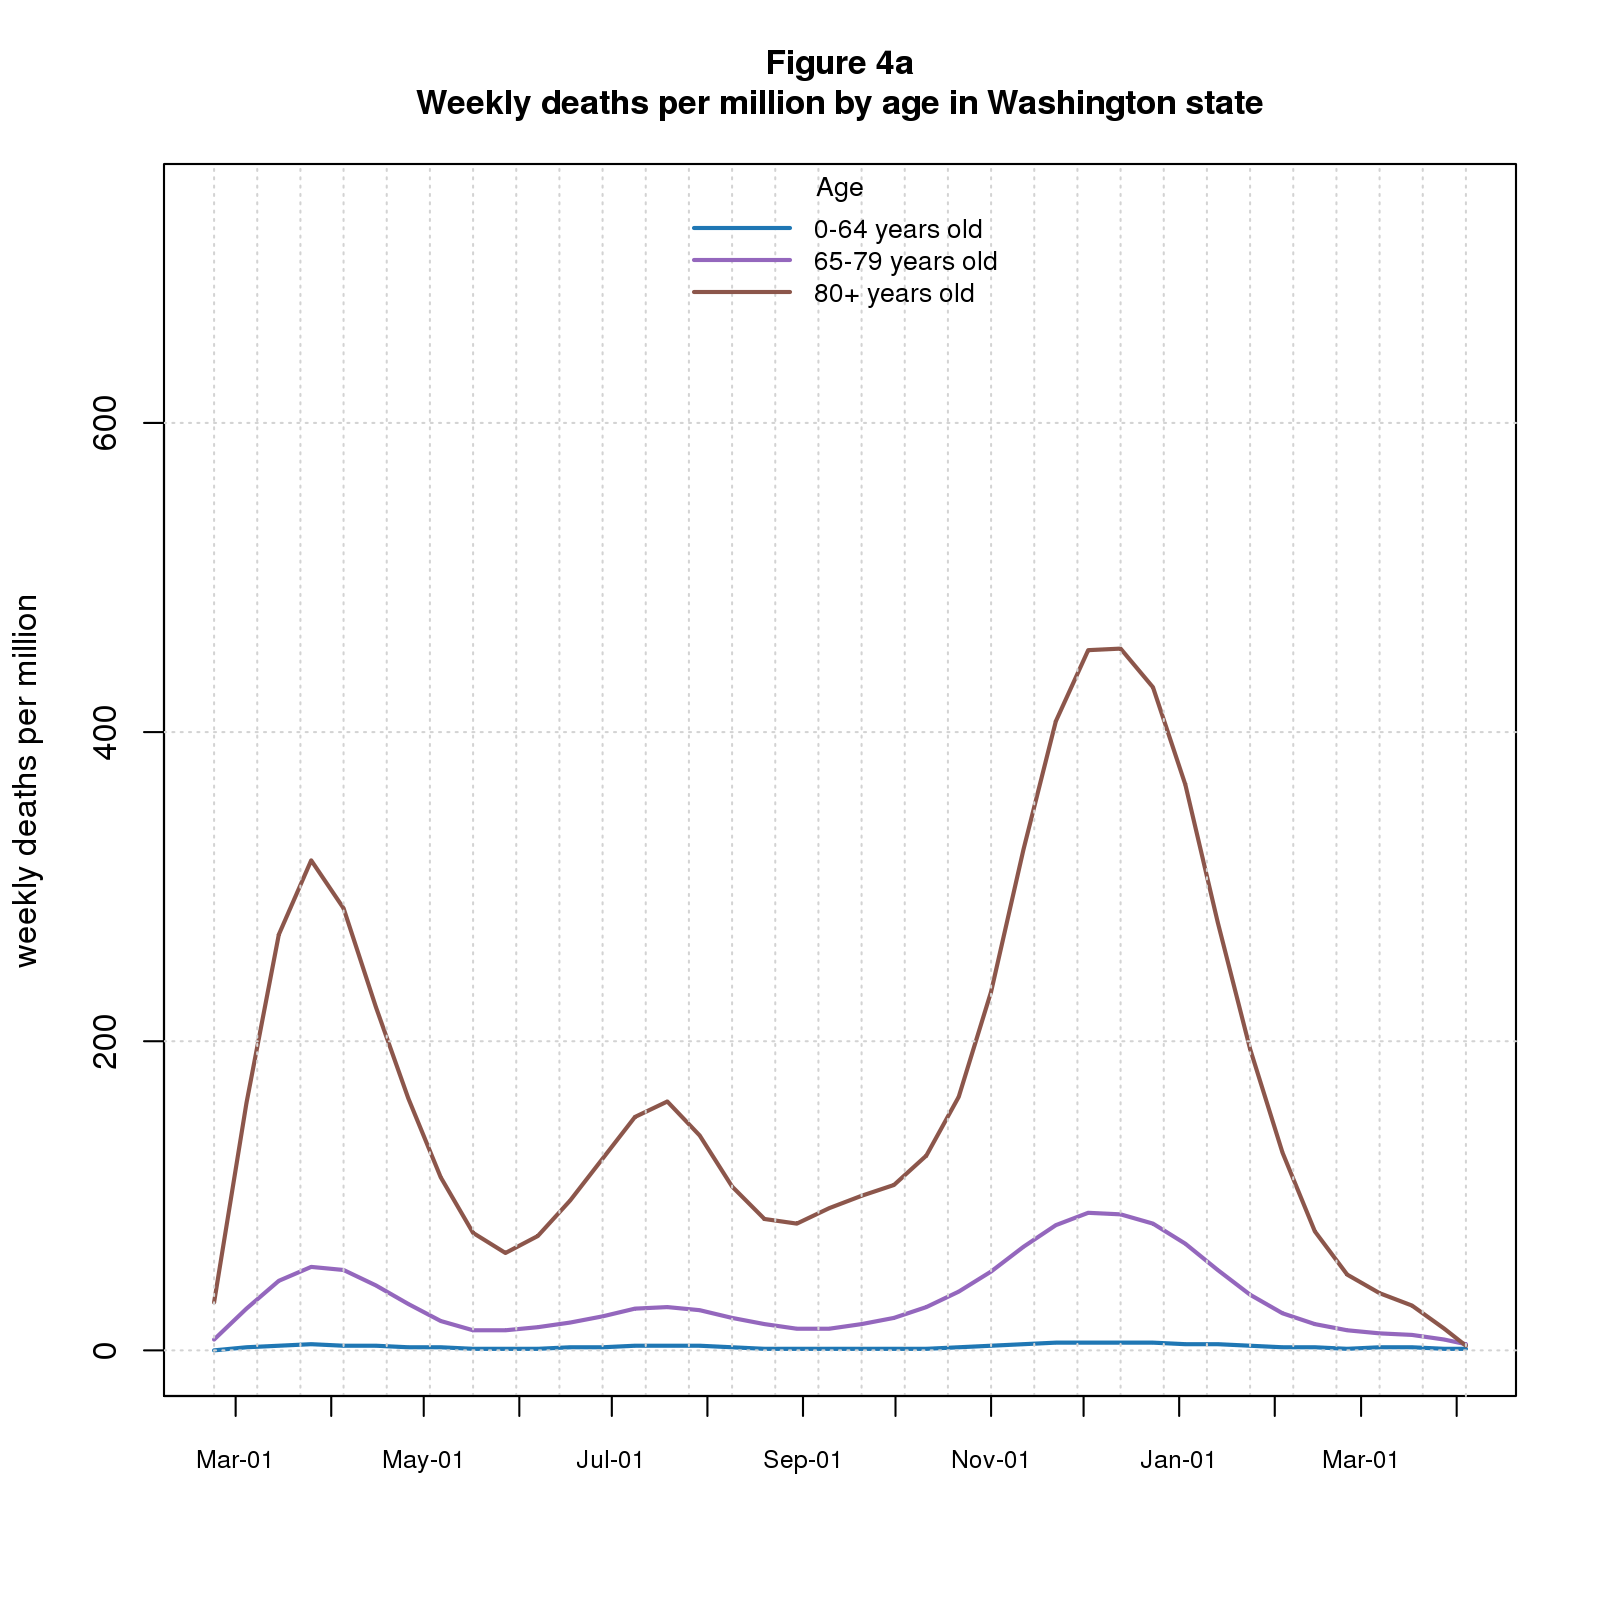 Figure 4a
Weekly deaths per million by age in Washington state
Age
0-64 years old
65-79 years old
80+ years old
weekly deaths per million
600
400
200
0
Mar-01 May-01 Jul-01 Sep-01 Nov-01 Jan-01 Mar-01